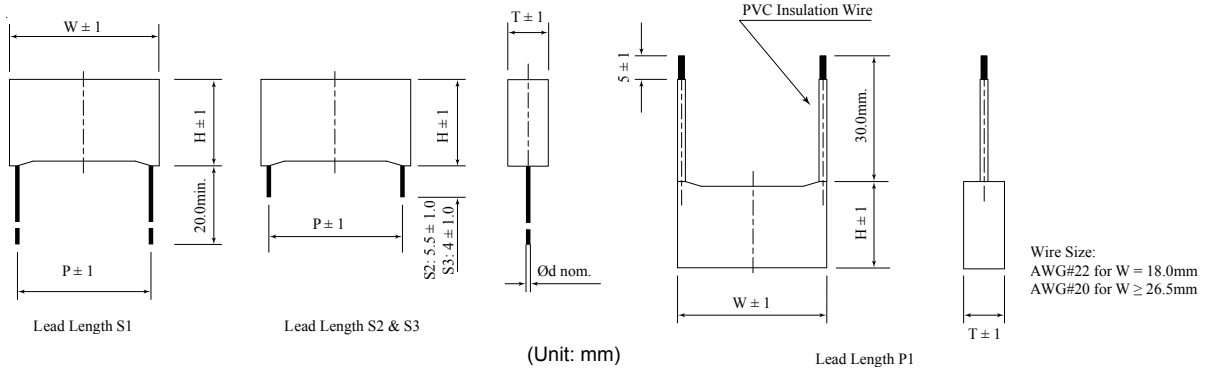 W ± 1
H ± 1
20.0min.
P ± 1
Lead Length S1
H ± 1
P ± 1
S2: 5.5 ± 1.0
S3: 4 ± 1.0
Lead Length S2 & S3
T ± 1
Ød nom.
(Unit: mm)
PVC Insulation Wire
5 ± 1
30.0mm.
H ± 1
W ± 1
T ± 1
Lead Length P1
Wire Size:
AWG#22 for W = 18.0mm
AWG#20 for W ≥ 26.5mm